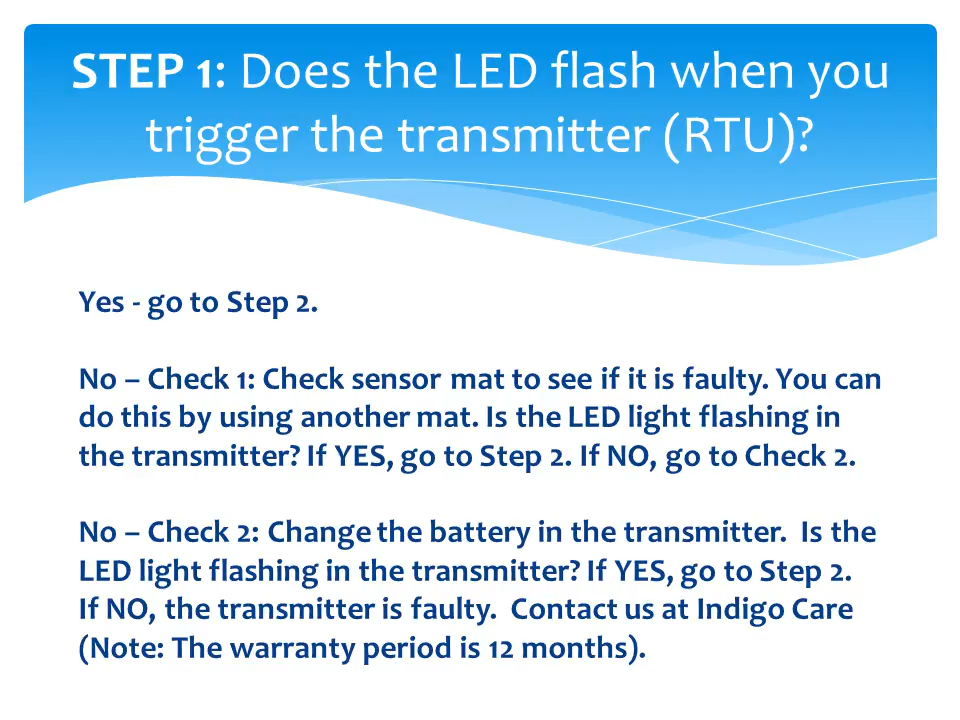 STEP 1: Does the LED flash when you
trigger the transmitter (RTU)?
Yes - go to Step 2.
No – Check 1: Check sensor mat to see if it is faulty. You can
do this by using another mat. Is the LED light flashing in
the transmitter? If YES, go to Step 2. If NO, go to Check 2.
No – Check 2: Change the battery in the transmitter.  Is the
LED light flashing in the transmitter? If YES, go to Step 2.
If NO, the transmitter is faulty.  Contact us at Indigo Care
(Note: The warranty period is 12 months).